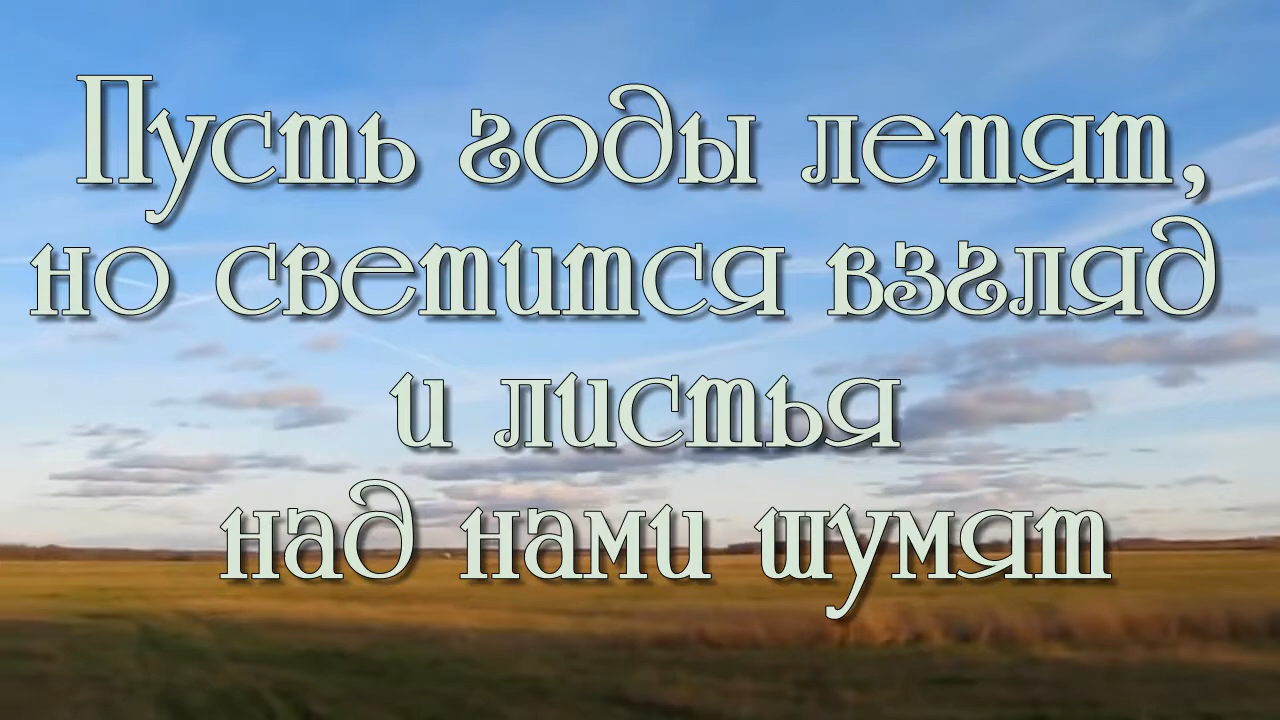 Пусть годы летят,
но светится взгляд
и листья
над нами шумят